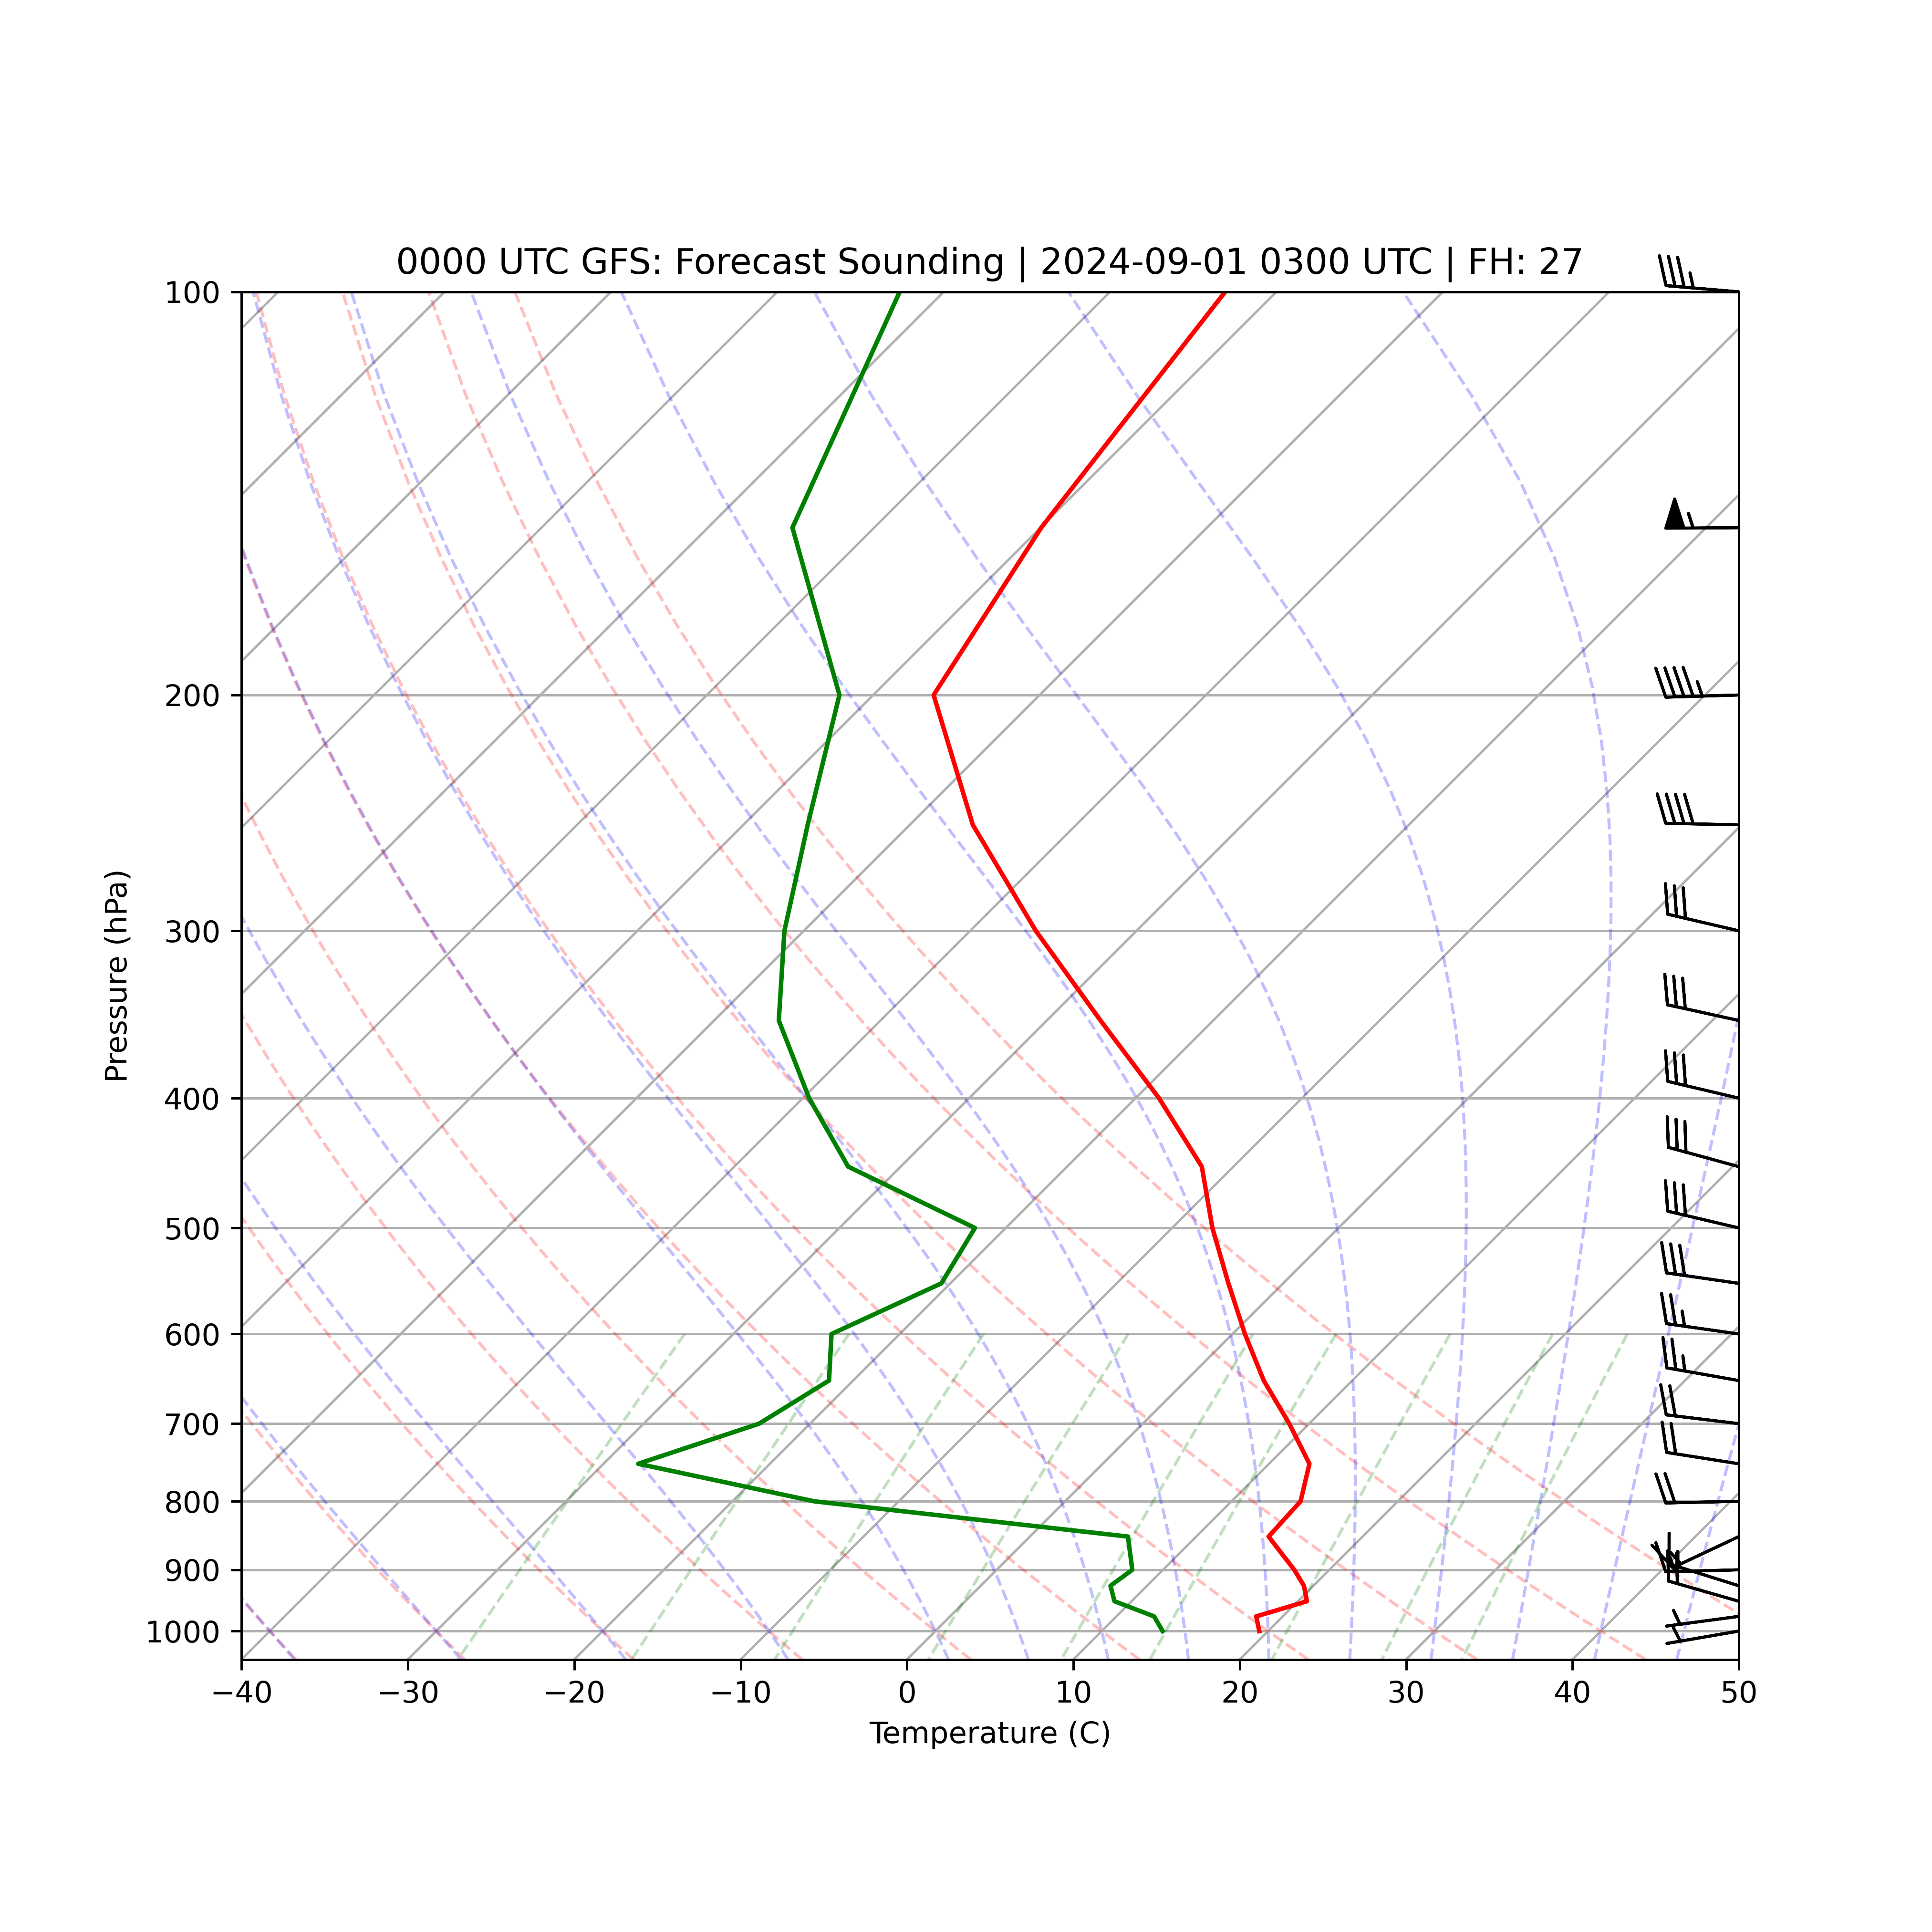 0000 UTC GFS: Forecast Sounding | 2024-09-01 0300 UTC | FH: 27
100
200
300
400
500
600
700
800
900
1000
Pressure (hPa)
−40 −30 −20 −10 0 10 20 30 40 50
Temperature (C)